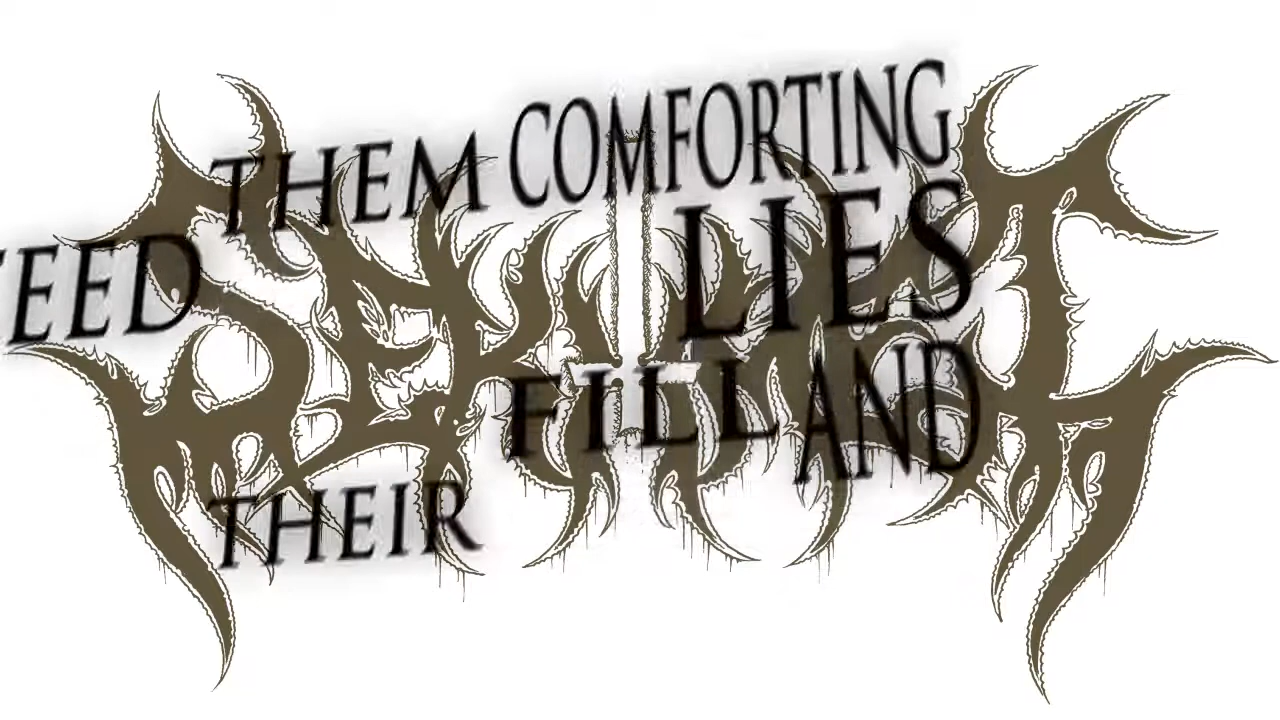 THEM COMFORTING
EED
LIES
FILL AND
THEIR